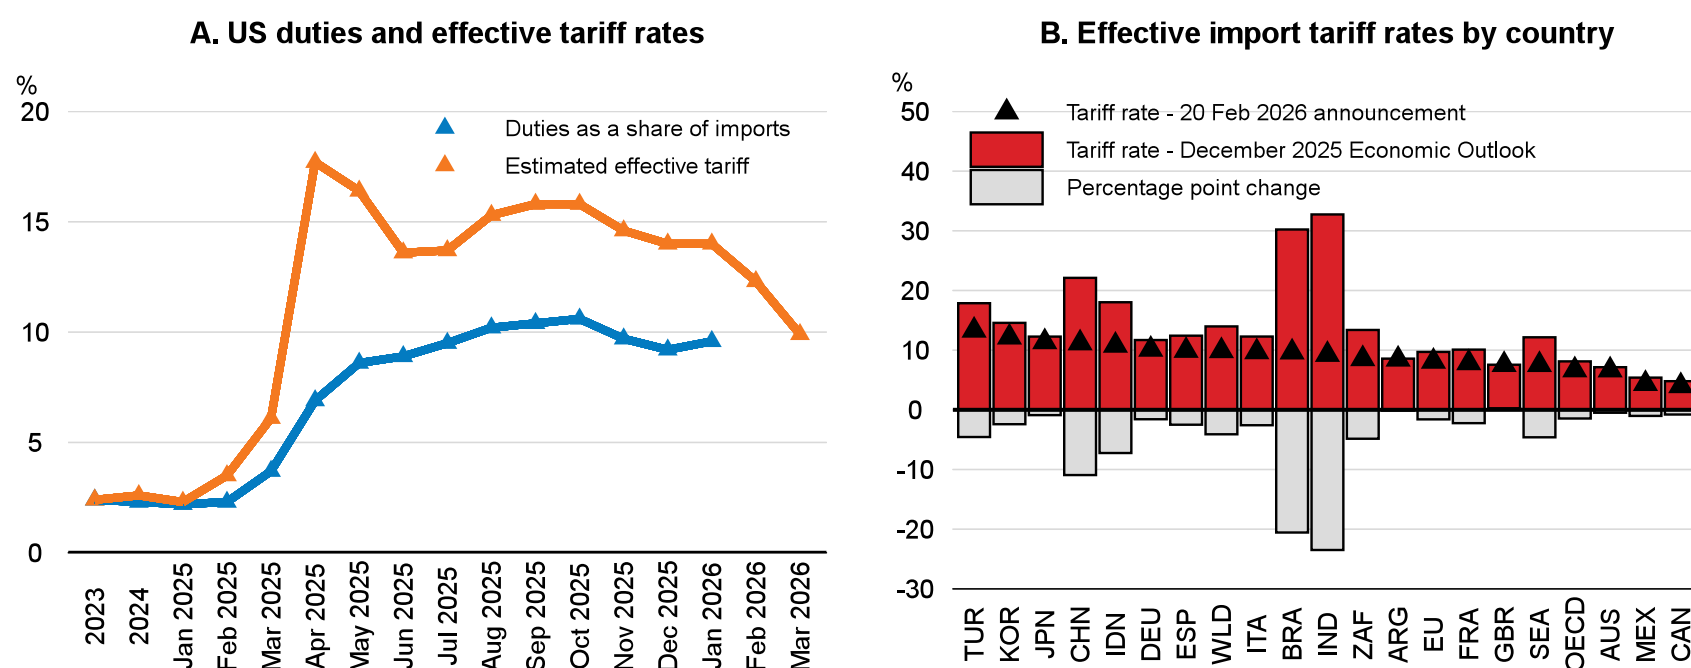 A. US duties and effective tariff rates
%
20
15
10
5
0
Duties as a share of imports
Estimated effective tariff
2023
2024
Jan 2025
Feb 2025
Mar 2025
Apr 2025
May 2025
Jun 2025
Jul 2025
Aug 2025
Sep 2025
Oct 2025
Nov 2025
Dec 2025
Jan 2026
Feb 2026
Mar 2026
B. Effective import tariff rates by country
%
50
40
30
20
10
0
-10
-20
-30
Tariff rate - 20 Feb 2026 announcement
Tariff rate - December 2025 Economic Outlook
Percentage point change
TUR
KOR
JPN
CHN
IDN
DEU
ESP
WLD
ITA
BRA
IND
ZAF
ARG
EU
FRA
GBR
SEA
OECD
AUS
MEX
CAN